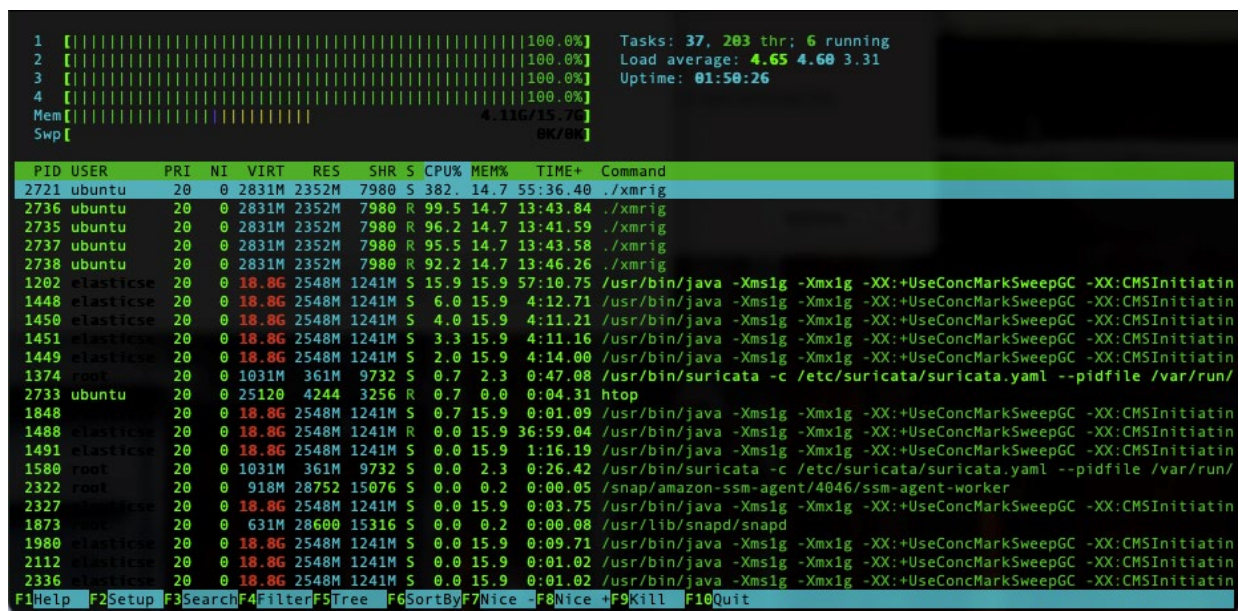 1 [100.0%] Tasks: 37, 203 thr; 6 running
2 [100.0%] Load average: 4.65 4.60 3.31
3 [100.0%] Uptime: 01:50:26
4 [100.0%]
Mem[4.11G/15.7G]
Swp[0K/0K]
PID USER PRI NI VIRT RES SHR S CPU% MEM% TIME+ Command
2721 ubuntu 20 0 2831M 2352M 7980 S 382. 14.7 55:36.40 ./xmrig
2736 ubuntu 20 0 2831M 2352M 7980 R 99.5 14.7 13:43.84 ./xmrig
2735 ubuntu 20 0 2831M 2352M 7980 R 96.2 14.7 13:41.59 ./xmrig
2737 ubuntu 20 0 2831M 2352M 7980 R 95.5 14.7 13:43.58 ./xmrig
2738 ubuntu 20 0 2831M 2352M 7980 R 92.2 14.7 13:46.26 ./xmrig
1202 elasticse 20 0 18.8G 2548M 1241M S 15.9 15.9 57:10.75 /usr/bin/java -Xms1g -Xmx1g -XX:+UseConcMarkSweepGC -XX:CMSInitiatin
1448 elasticse 20 0 18.8G 2548M 1241M S 6.0 15.9 4:12.71 /usr/bin/java -Xms1g -Xmx1g -XX:+UseConcMarkSweepGC -XX:CMSInitiatin
1450 elasticse 20 0 18.8G 2548M 1241M S 4.0 15.9 4:11.21 /usr/bin/java -Xms1g -Xmx1g -XX:+UseConcMarkSweepGC -XX:CMSInitiatin
1451 elasticse 20 0 18.8G 2548M 1241M S 3.3 15.9 4:11.16 /usr/bin/java -Xms1g -Xmx1g -XX:+UseConcMarkSweepGC -XX:CMSInitiatin
1449 elasticse 20 0 18.8G 2548M 1241M S 2.0 15.9 4:14.00 /usr/bin/java -Xms1g -Xmx1g -XX:+UseConcMarkSweepGC -XX:CMSInitiatin
1374 root 20 0 1031M 361M 9732 S 0.7 2.3 0:47.08 /usr/bin/suricata -c /etc/suricata/suricata.yaml --pidfile /var/run/
2733 ubuntu 20 0 25120 4244 3256 R 0.7 0.0 0:04.31 htop
1848 20 0 18.8G 2548M 1241M S 0.7 15.9 0:01.09 /usr/bin/java -Xms1g -Xmx1g -XX:+UseConcMarkSweepGC -XX:CMSInitiatin
1488 elasticse 20 0 18.8G 2548M 1241M R 0.0 15.9 36:59.04 /usr/bin/java -Xms1g -Xmx1g -XX:+UseConcMarkSweepGC -XX:CMSInitiatin
1491 elasticse 20 0 18.8G 2548M 1241M S 0.0 15.9 1:16.19 /usr/bin/java -Xms1g -Xmx1g -XX:+UseConcMarkSweepGC -XX:CMSInitiatin
1580 root 20 0 1031M 361M 9732 S 0.0 2.3 0:26.42 /usr/bin/suricata -c /etc/suricata/suricata.yaml --pidfile /var/run/
2322 root 20 0 918M 28752 15076 S 0.0 0.2 0:00.05 /snap/amazon-ssm-agent/4046/ssm-agent-worker
2327 elasticse 20 0 18.8G 2548M 1241M S 0.0 15.9 0:03.75 /usr/bin/java -Xms1g -Xmx1g -XX:+UseConcMarkSweepGC -XX:CMSInitiatin
1873 root 20 0 631M 28600 15316 S 0.0 0.2 0:00.08 /usr/lib/snapd/snapd
1980 elasticse 20 0 18.8G 2548M 1241M S 0.0 15.9 0:09.71 /usr/bin/java -Xms1g -Xmx1g -XX:+UseConcMarkSweepGC -XX:CMSInitiatin
2112 elasticse 20 0 18.8G 2548M 1241M S 0.0 15.9 0:01.02 /usr/bin/java -Xms1g -Xmx1g -XX:+UseConcMarkSweepGC -XX:CMSInitiatin
2336 elasticse 20 0 18.8G 2548M 1241M S 0.0 15.9 0:01.02 /usr/bin/java -Xms1g -Xmx1g -XX:+UseConcMarkSweepGC -XX:CMSInitiatin
F1Help F2Setup F3SearchF4FilterF5Tree F6SortByF7Nice -F8Nice +F9Kill F10Quit